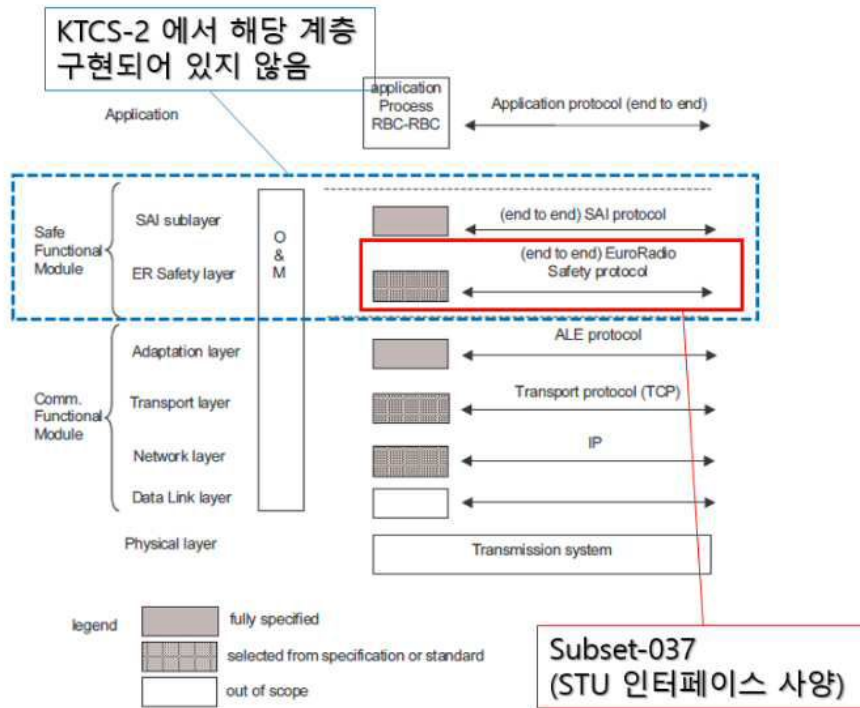 KTCS-2 에서 해당 계층
구현되어 있지 않음
Application
application
Process
RBC-RBC
Application protocol (end to end)
Safe
Functional
Module
SAI sublayer
ER Safety layer
O
&
M
(end to end) SAI protocol
(end to end) EuroRadio
Safety protocol
Comm.
Functional
Module
Adaptation layer
ALE protocol
Transport layer
Transport protocol (TCP)
Network layer
IP
Data Link layer
Physical layer
Transmission system
legend
fully specified
selected from specification or standard
out of scope
Subset-037
(STU 인터페이스 사양)